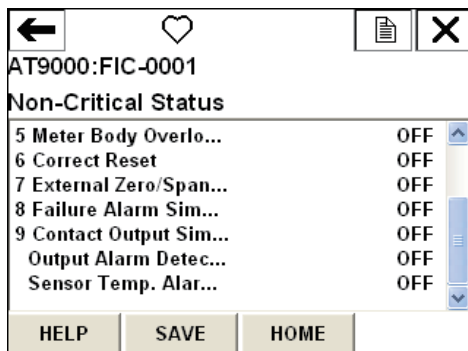 AT9000:FIC-0001
Non-Critical Status
5 Meter Body Overlo... OFF
6 Correct Reset OFF
7 External Zero/Span... OFF
8 Failure Alarm Sim... OFF
9 Contact Output Sim... OFF
Output Alarm Detec... OFF
Sensor Temp. Alar... OFF
HELP SAVE HOME